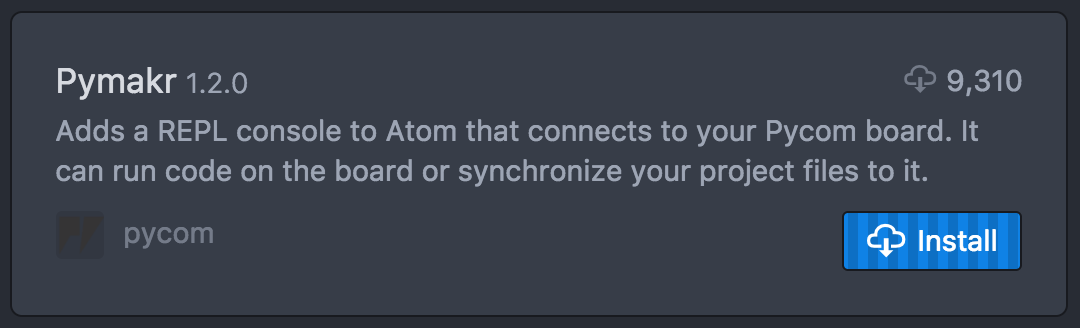 Pymakr 1.2.0
9,310
Adds a REPL console to Atom that connects to your Pycom board. It
can run code on the board or synchronize your project files to it.
pycom
Install